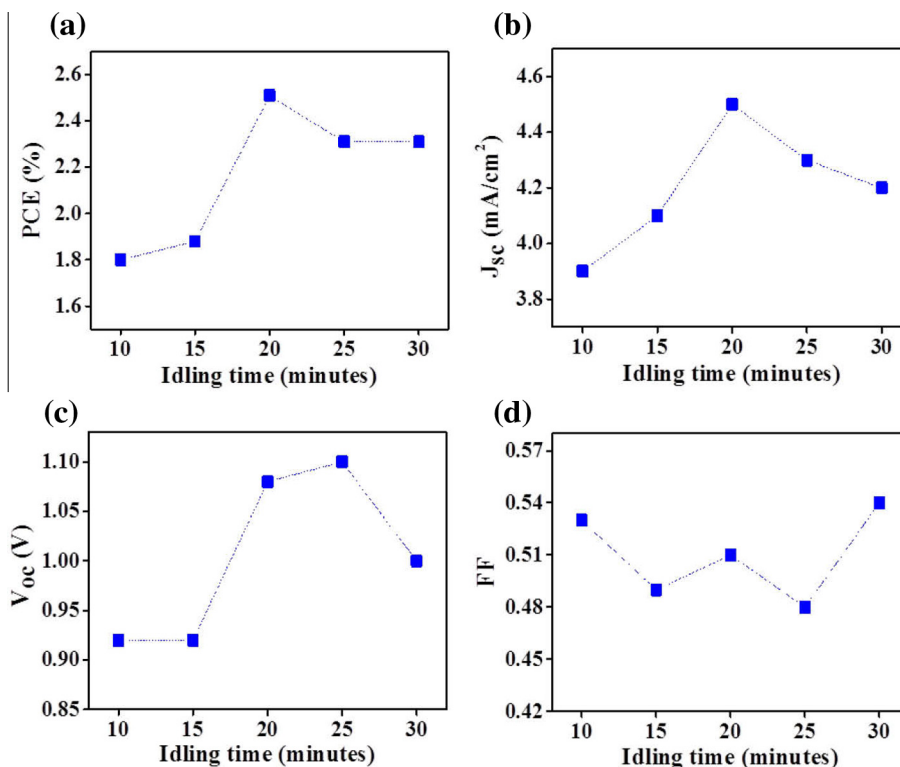 (a)
PCE (%)
2.6
2.4
2.2
2.0
1.8
1.6
10 15 20 25 30
Idling time (minutes)
(b)
Jsc (mA/cm²)
4.6
4.4
4.2
4.0
3.8
10 15 20 25 30
Idling time (minutes)
(c)
Voc (V)
1.10
1.05
1.00
0.95
0.90
0.85
10 15 20 25 30
Idling time (minutes)
(d)
FF
0.57
0.54
0.51
0.48
0.45
0.42
10 15 20 25 30
Idling time (minutes)